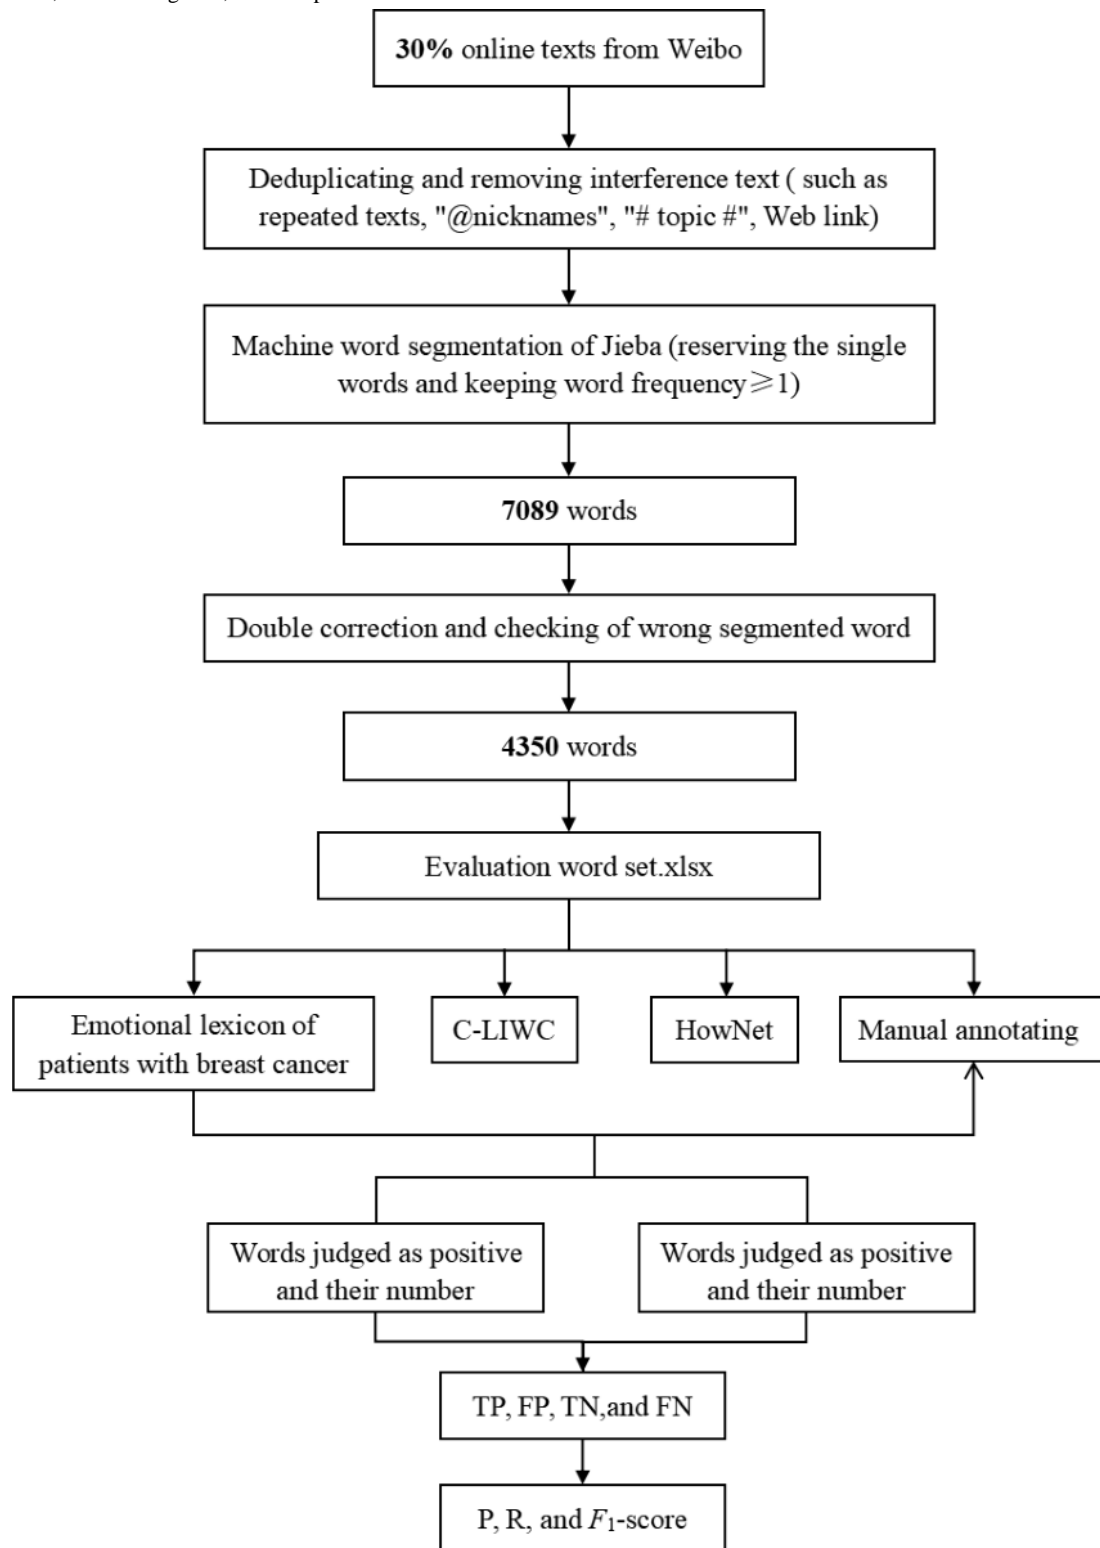 30% online texts from Weibo
Deduplicating and removing interference text ( such as
repeated texts, "@nicknames", "# topic #", Web link)
Machine word segmentation of Jieba (reserving the single
words and keeping word frequency≥1)
7089 words
Double correction and checking of wrong segmented word
4350 words
Evaluation word set.xlsx
Emotional lexicon of
patients with breast cancer
C-LIWC
HowNet
Manual annotating
Words judged as positive
and their number
Words judged as positive
and their number
TP, FP, TN,and FN
P, R, and F1-score